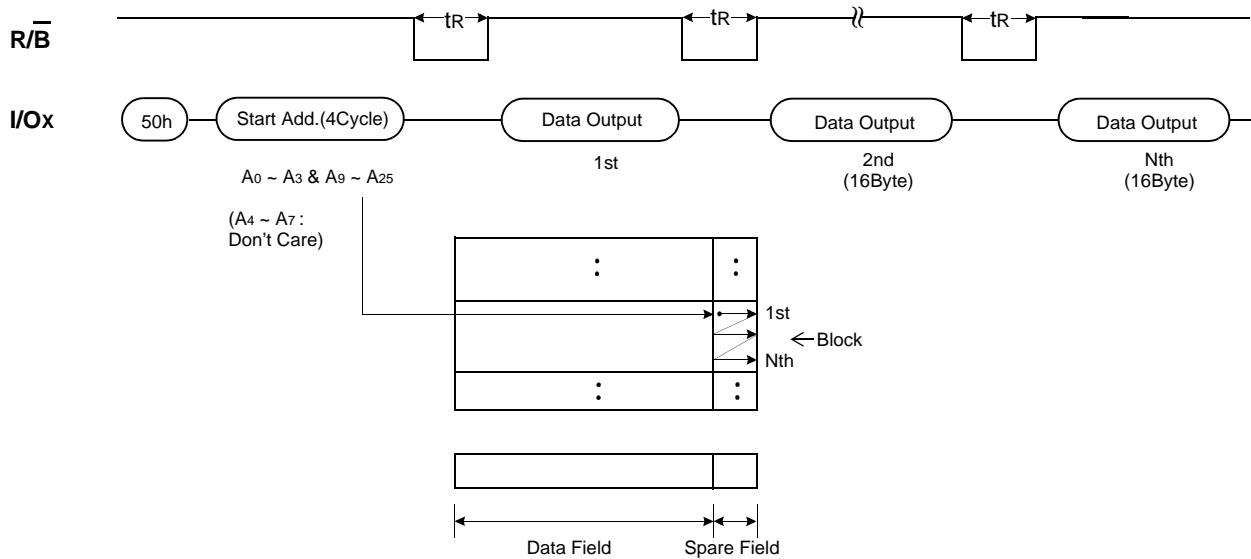 R/B
tR tR tR
I/Ox
50h Start Add.(4Cycle) Data Output Data Output Data Output
1st 2nd Nth
(16Byte) (16Byte)
A0 ~ A3 & A9 ~ A25
(A4 ~ A7 :
Don't Care)
1st
Block
Nth
Data Field Spare Field